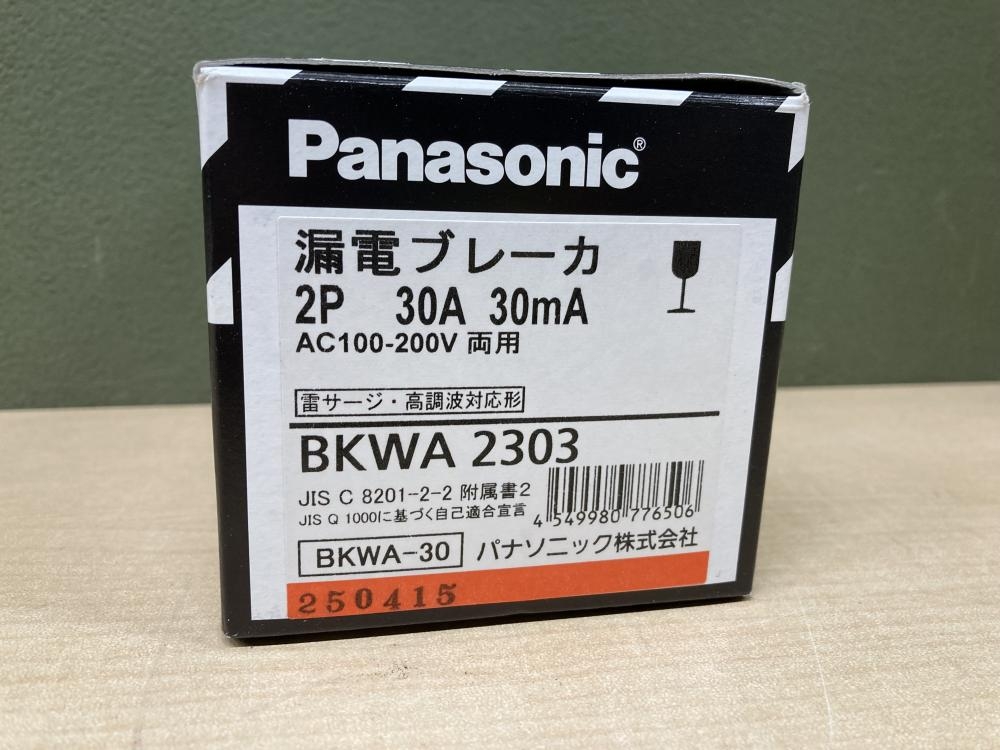 Panasonic®
漏電ブレーカ
2P 30A 30mA
AC100-200V 両用
雷サージ・高調波対応形
BKWA 2303
JIS C 8201-2-2 附属書2
JIS Q 1000に基づく自己適合宣言
4 549980 776506
BKWA-30 パナソニック株式会社
250415